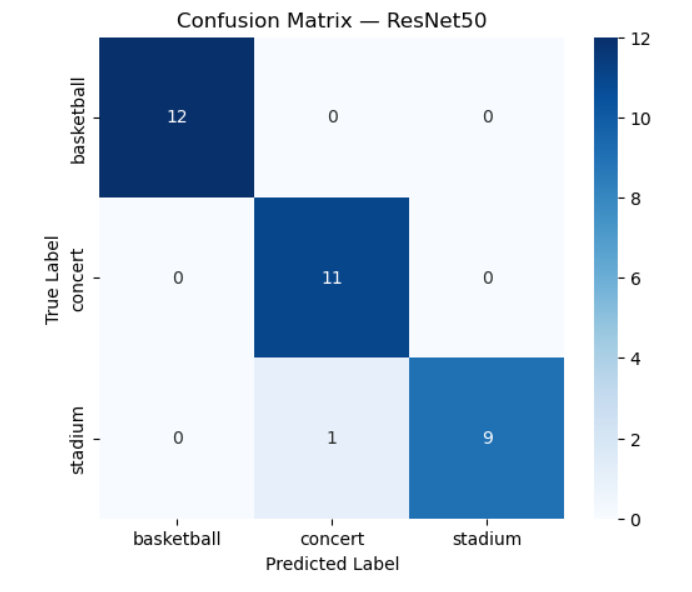 Confusion Matrix — ResNet50
basketball
12
0
0
12
10
8
6
4
2
0
True Label
concert
0
11
0
stadium
0
1
9
basketball
concert
stadium
Predicted Label